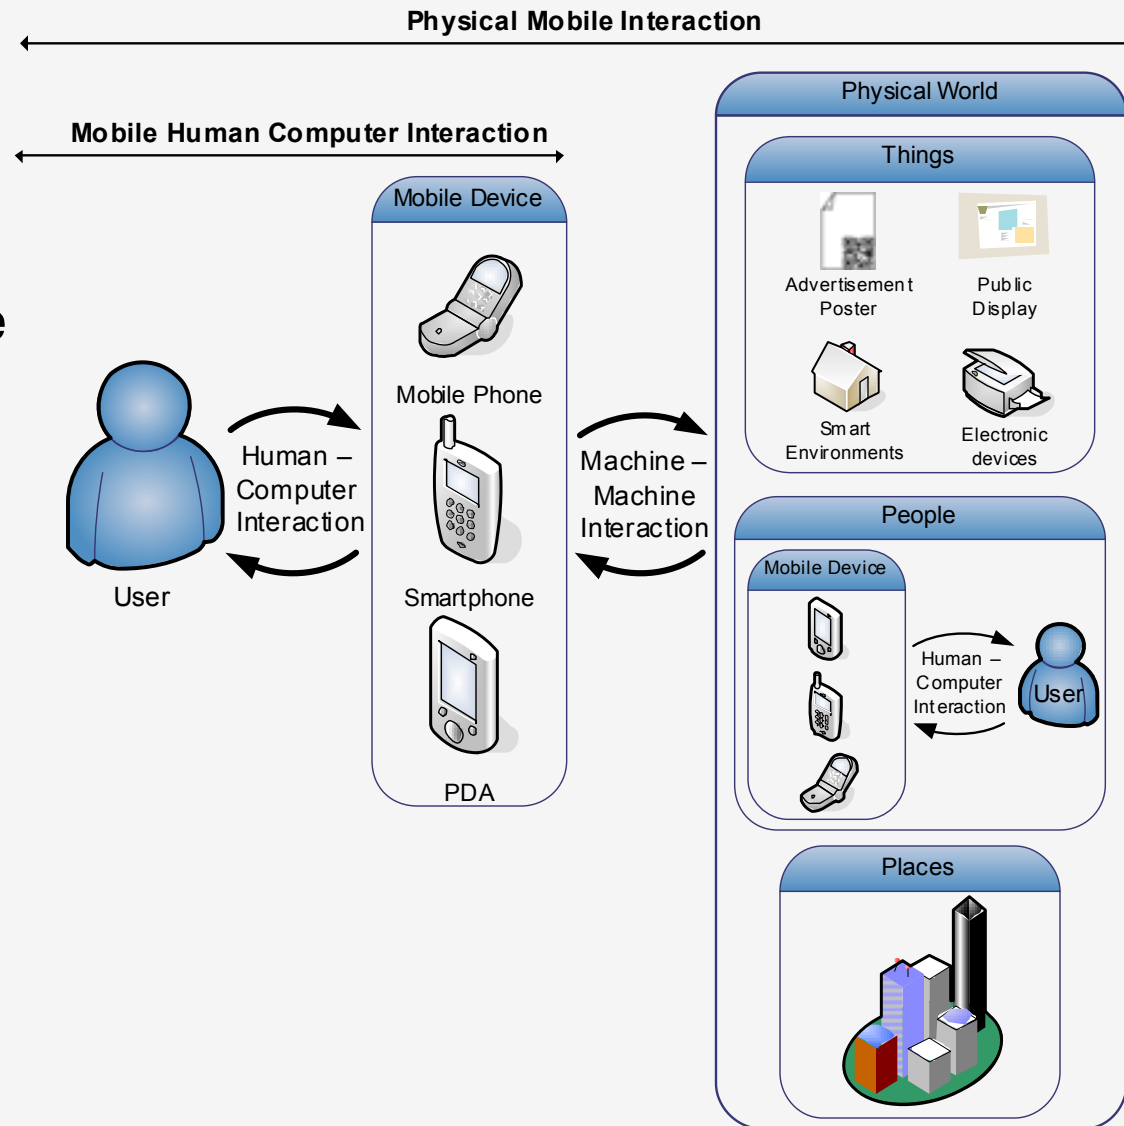 Physical Mobile Interaction
Mobile Human Computer Interaction
e
User
Human –
Computer
Interaction
Mobile Device
Mobile Phone
Smartphone
PDA
Machine –
Machine
Interaction
Physical World
Things
Advertisement
Poster
Public
Display
Smart
Environments
Electronic
devices
People
Mobile Device
Human –
Computer
Interaction
User
Places